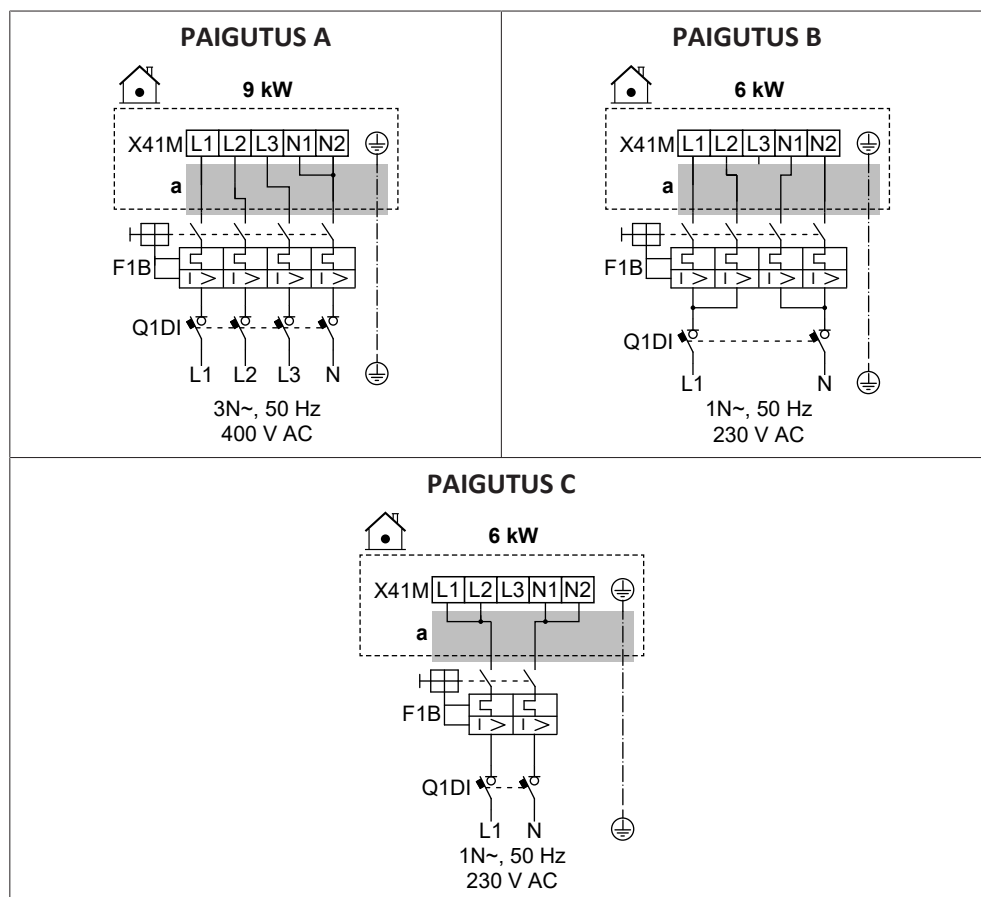 PAIGUTUS A
9 kW
X41M L1 L2 L3 N1 N2
a
F1B
I > I > I > I >
Q1DI
L1 L2 L3 N
3N~, 50 Hz
400 V AC
PAIGUTUS B
6 kW
X41M L1 L2 L3 N1 N2
a
F1B
I > I > I > I >
Q1DI
L1 N
1N~, 50 Hz
230 V AC
PAIGUTUS C
6 kW
X41M L1 L2 L3 N1 N2
a
F1B
I > I >
Q1DI
L1 N
1N~, 50 Hz
230 V AC